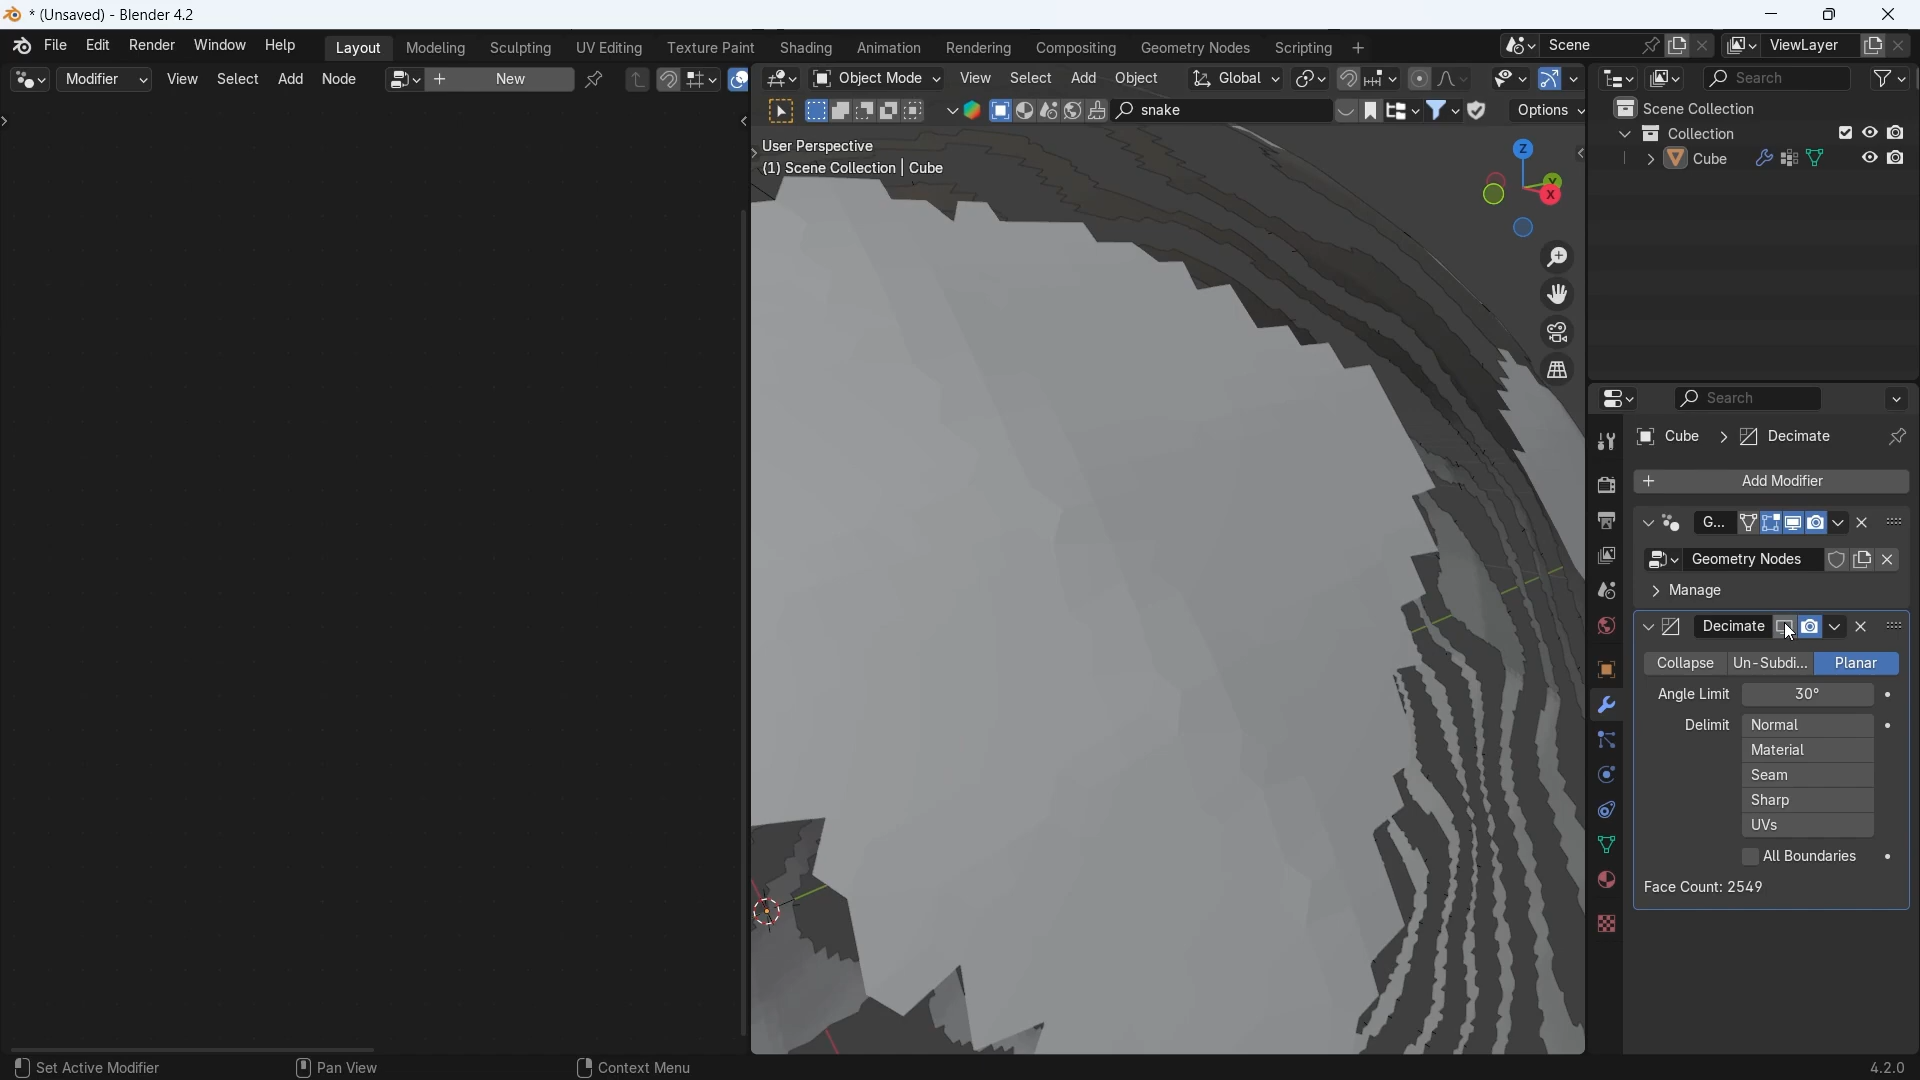 * (Unsaved) - Blender 4.2
File Edit Render Window Help Layout Modeling Sculpting UV Editing Texture Paint Shading Animation Rendering Compositing Geometry Nodes Scripting Scene ViewLayer
Modifier View Select Add Node New Object Mode View Select Add Object Global Search
snake Options
User Perspective
(1) Scene Collection | Cube
Z
Y
X
Scene Collection
Collection
Cube
Search
Cube Decimate
Add Modifier
G...
Geometry Nodes
Manage
Decimate
Collapse Un-Subdi... Planar
Angle Limit 30°
Delimit Normal
Material
Seam
Sharp
UVs
All Boundaries
Face Count: 2549
Set Active Modifier Pan View Context Menu 4.2.0